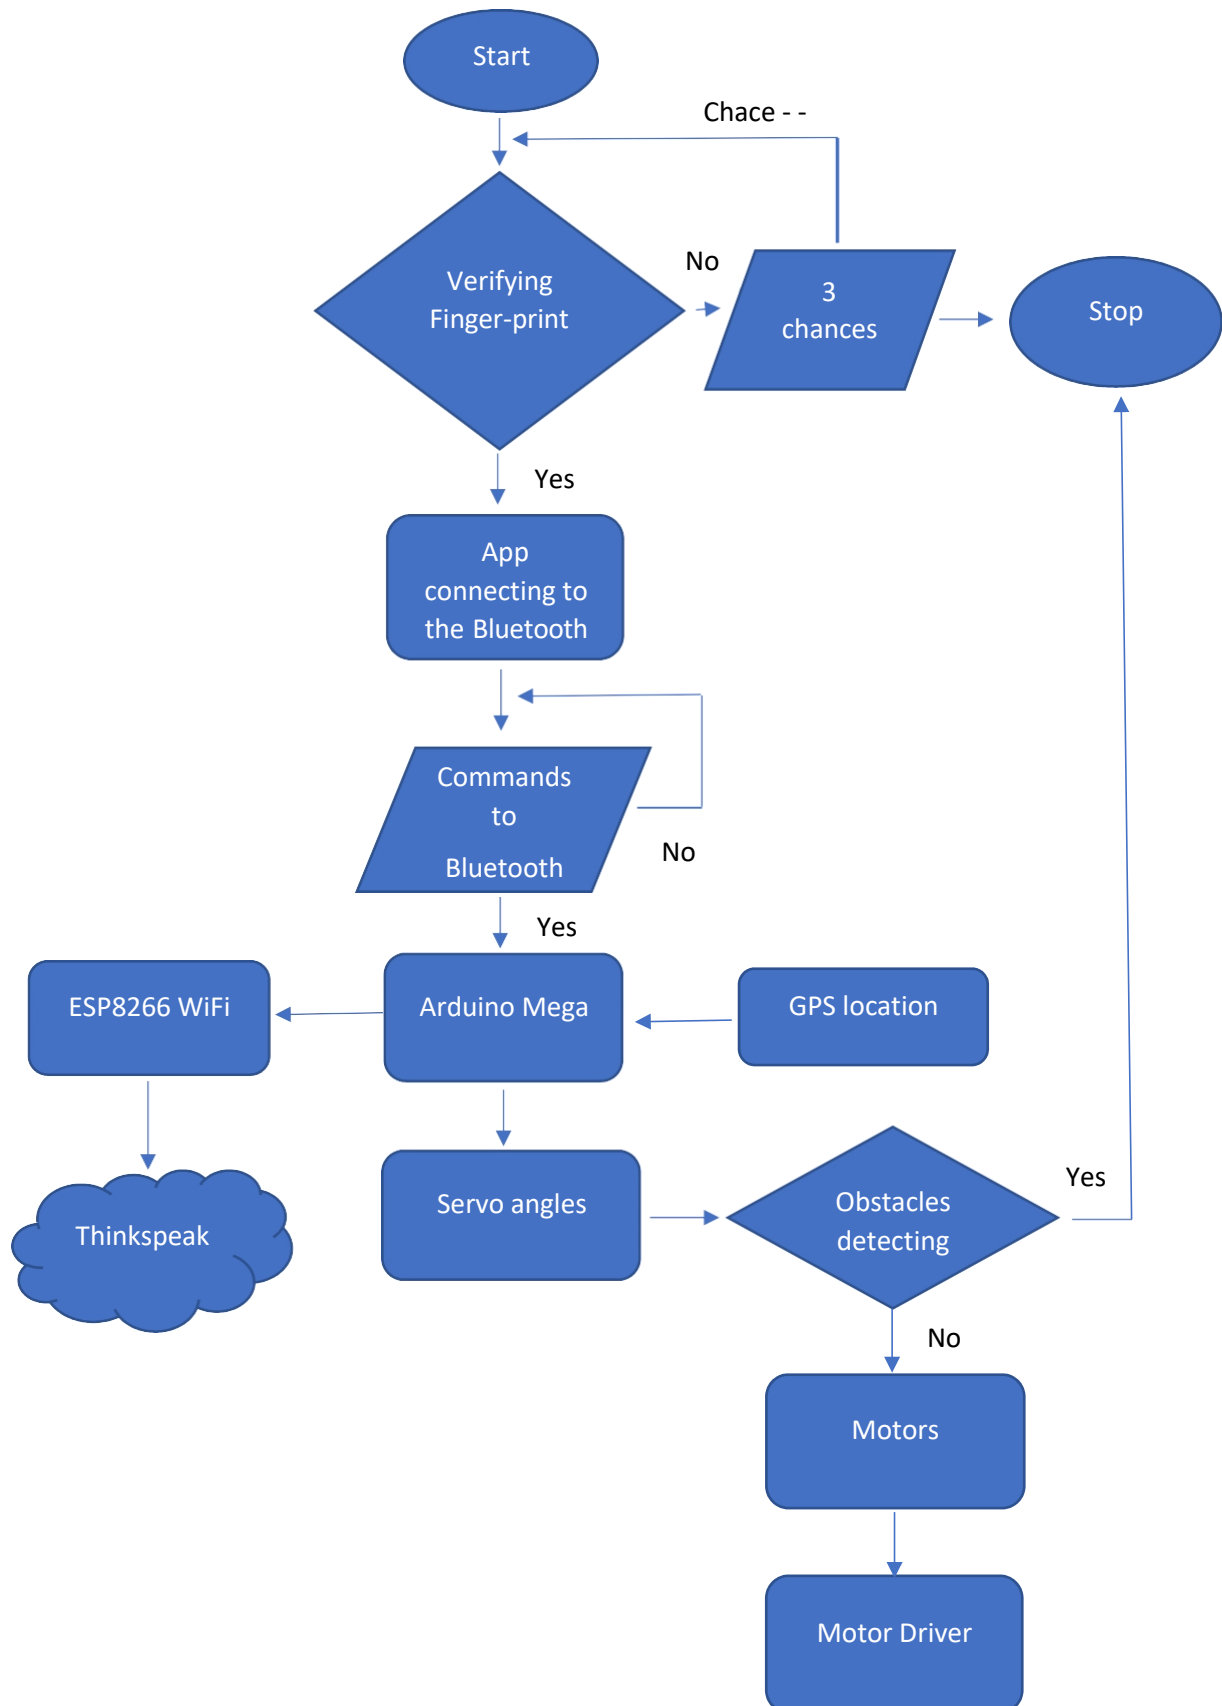 Start
Chace - -
Verifying
Finger-print
No
3
chances
Stop
Yes
App
connecting to
the Bluetooth
Commands
to
Bluetooth
No
Yes
ESP8266 WiFi
Arduino Mega
GPS location
Thinkspeak
Servo angles
Obstacles
detecting
Yes
No
Motors
Motor Driver